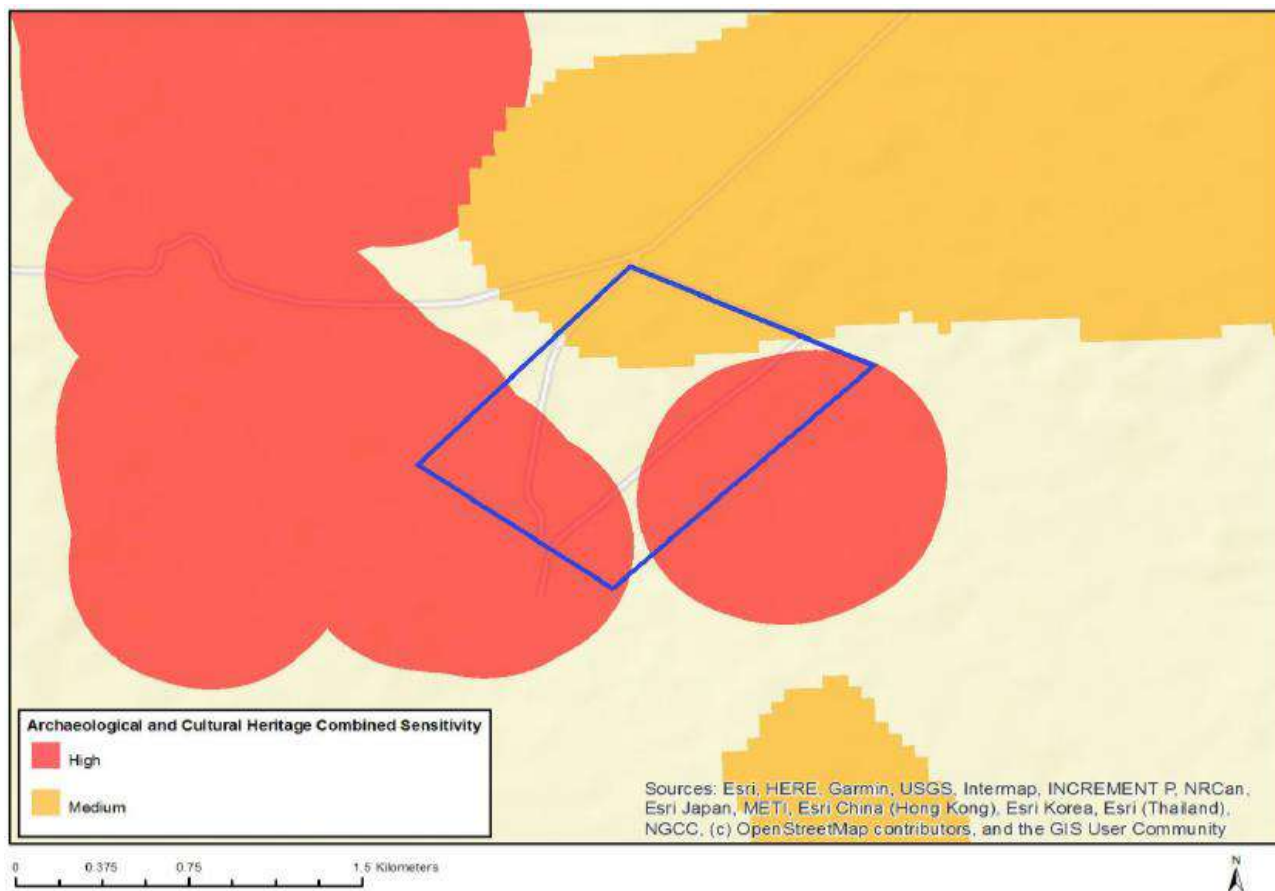 Archaeological and Cultural Heritage Combined Sensitivity
High
Medium
Sources: Esri, HERE, Garmin, USGS, Intermap, INCREMENT P, NRCan,
Esri Japan, METI, Esri China (Hong Kong), Esri Korea, Esri (Thailand),
NGCC, (c) OpenStreetMap contributors, and the GIS User Community
0 0.375 0.75 1.5 Kilometers
N